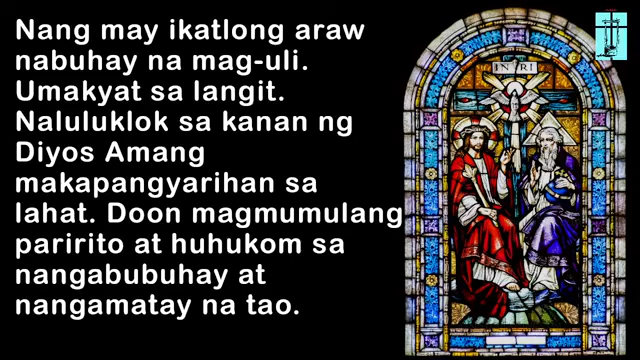 Nang may ikatlong araw
nabuhay na mag-uli.
Umakyat sa langit.
Naluluklok sa kanan ng
Diyos Amang
makapangyarihan sa
lahat. Doon magmumulang
paririto at huhukom sa
nangabubuhay at
nangamatay na tao.
INRI